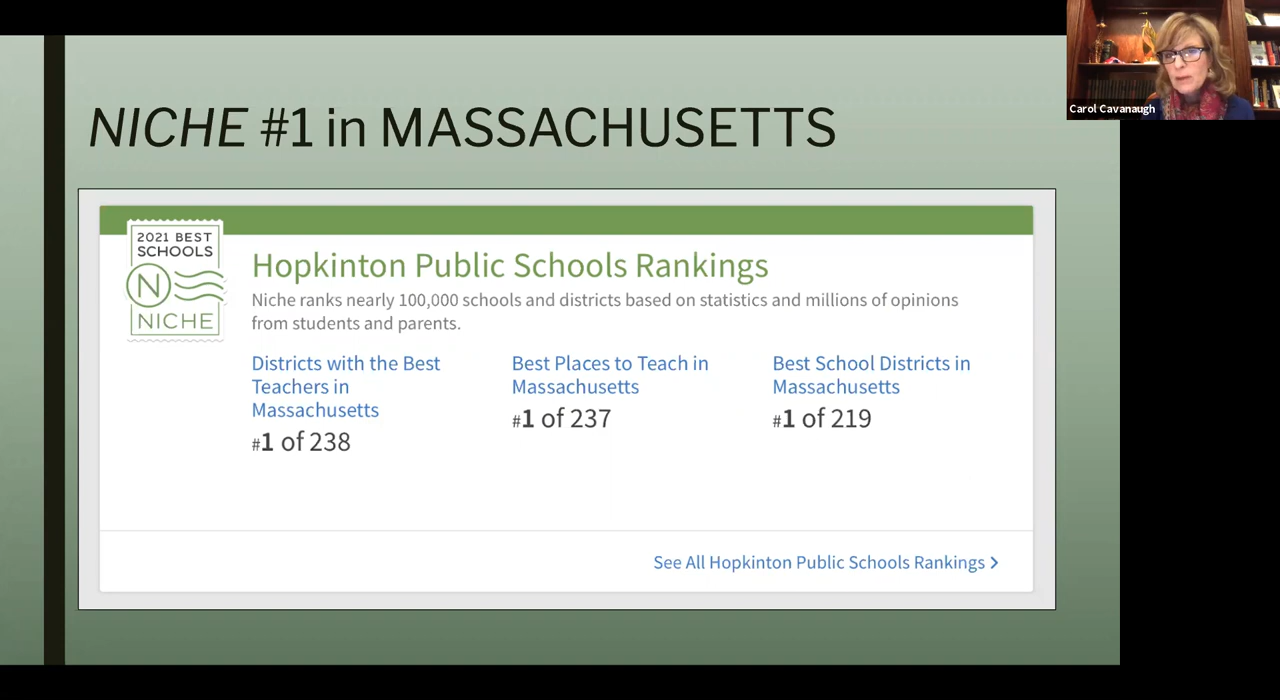 NICHE #1 in MASSACHUSETTS
Carol Cavanaugh
2021 BEST
SCHOOLS
N
NICHE
Hopkinton Public Schools Rankings
Niche ranks nearly 100,000 schools and districts based on statistics and millions of opinions
from students and parents.
Districts with the Best
Teachers in
Massachusetts
#1 of 238
Best Places to Teach in
Massachusetts
#1 of 237
Best School Districts in
Massachusetts
#1 of 219
See All Hopkinton Public Schools Rankings >